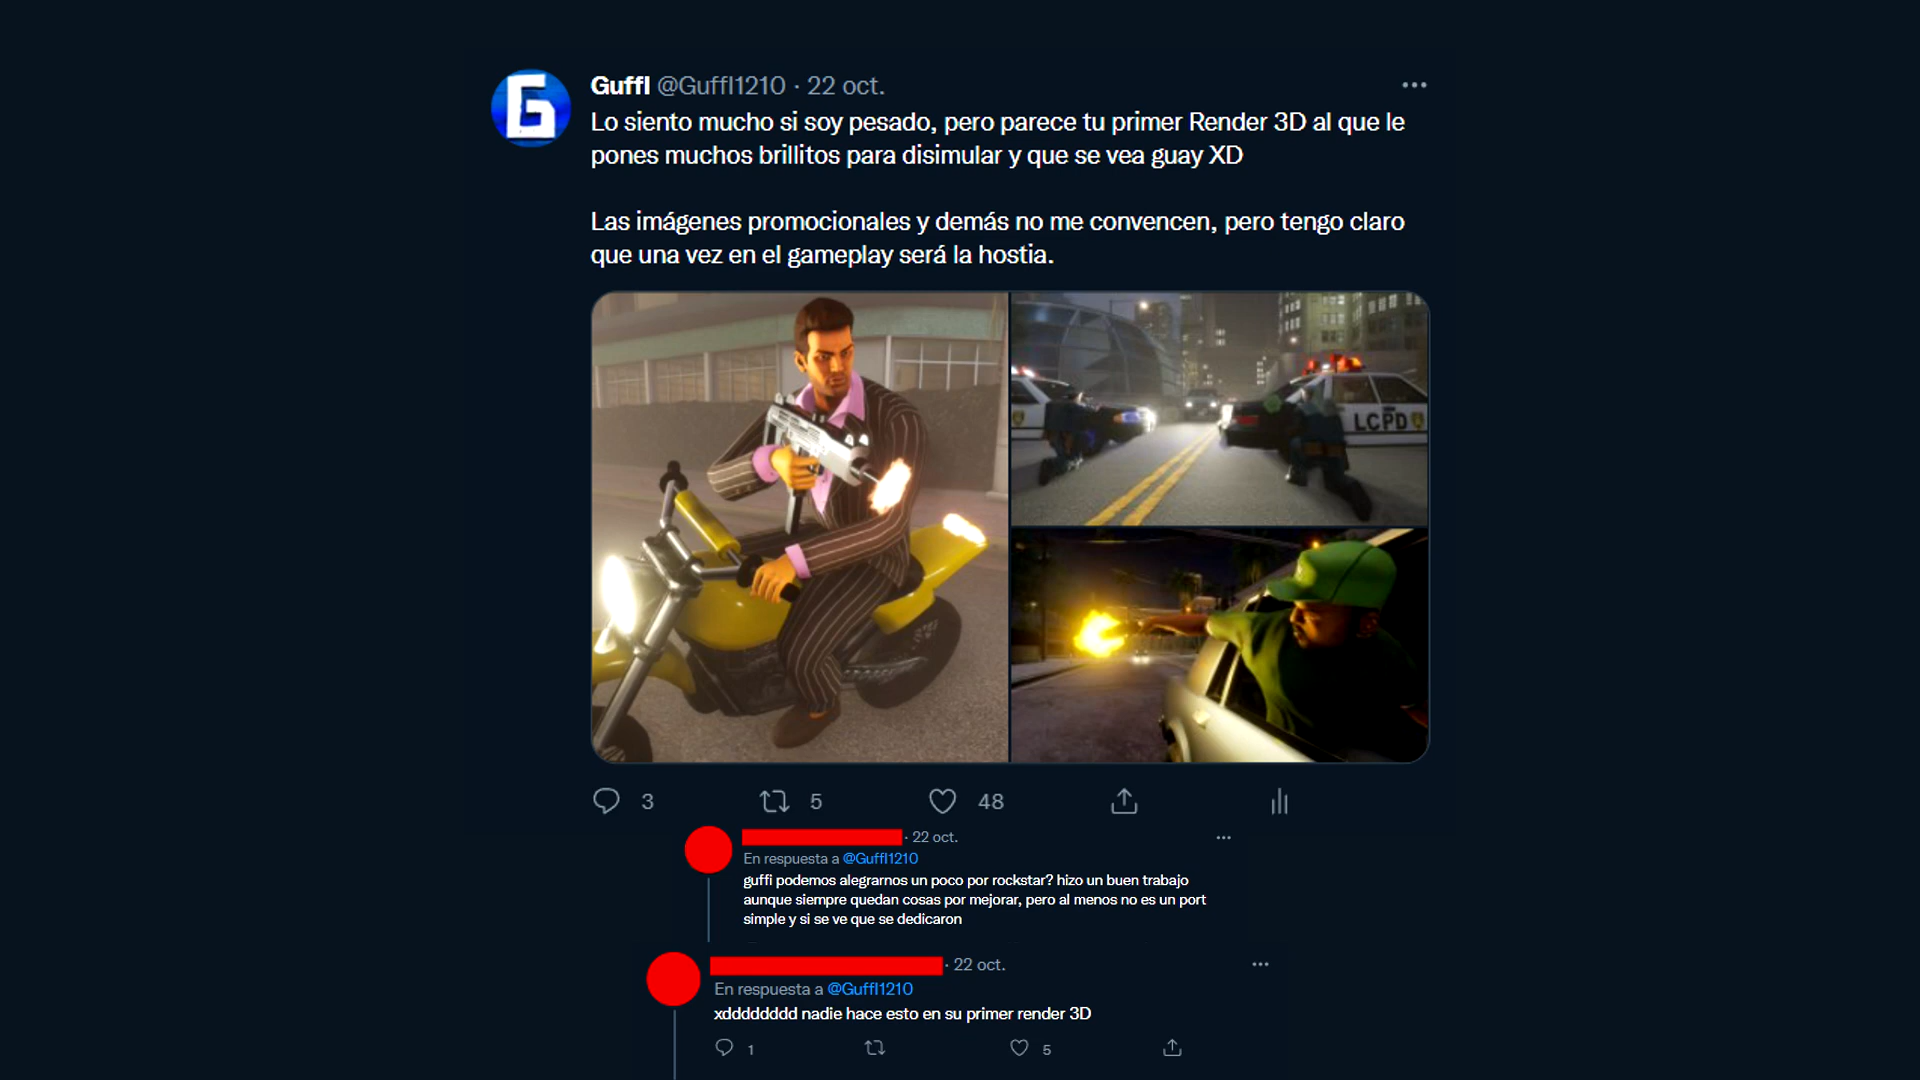 Guffl @Guffl1210 · 22 oct.
Lo siento mucho si soy pesado, pero parece tu primer Render 3D al que le
pones muchos brillitos para disimular y que se vea guay XD
Las imágenes promocionales y demás no me convencen, pero tengo claro
que una vez en el gameplay será la hostia.
LCPD
3 5 48
· 22 oct.
En respuesta a @Guffl1210
guffi podemos alegrarnos un poco por rockstar? hizo un buen trabajo
aunque siempre quedan cosas por mejorar, pero al menos no es un port
simple y si se ve que se dedicaron
· 22 oct.
En respuesta a @Guffl1210
xdddddddd nadie hace esto en su primer render 3D
1 5